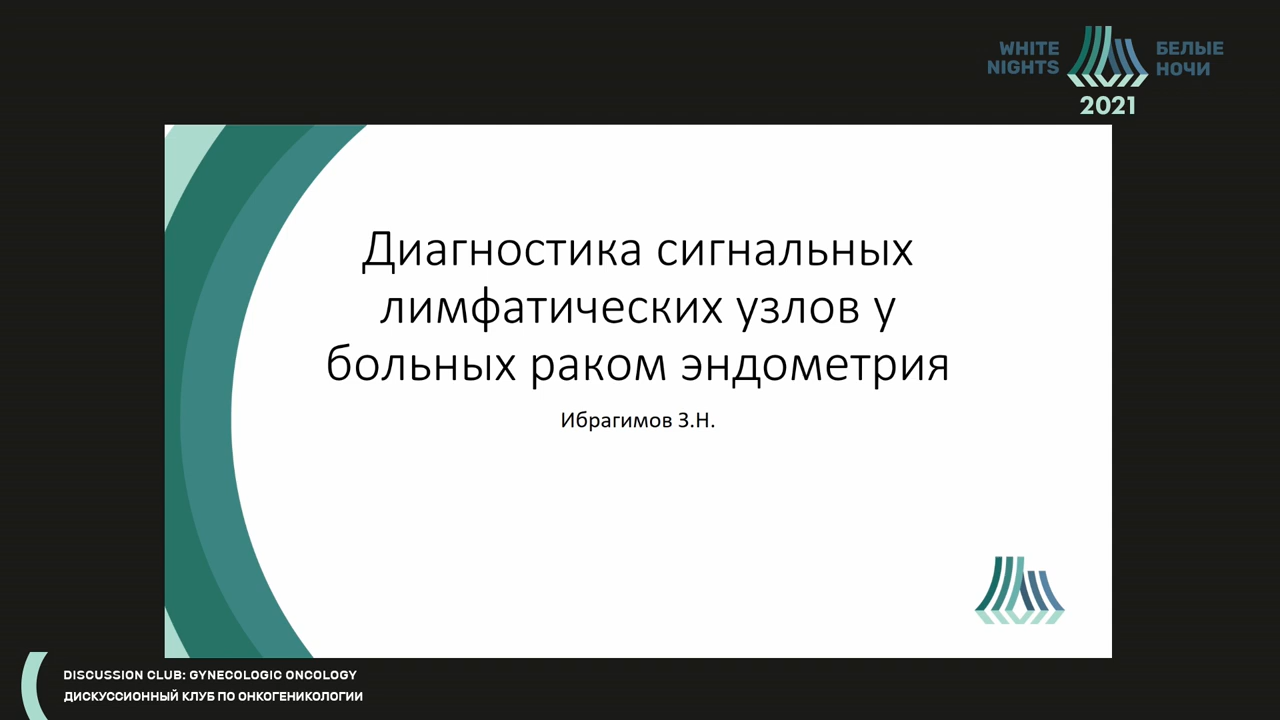 WHITE
NIGHTS
БЕЛЫЕ
НОЧИ
2021
Диагностика сигнальных
лимфатических узлов у
больных раком эндометрия
Ибрагимов З.Н.
DISCUSSION CLUB: GYNECOLOGIC ONCOLOGY
ДИСКУССИОННЫЙ КЛУБ ПО ОНКОГЕНИКОЛОГИИ